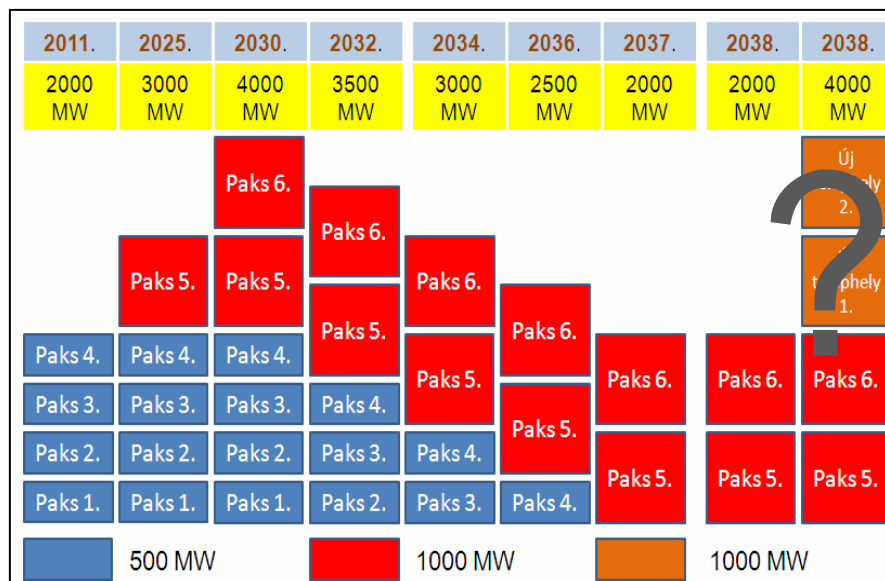 2011. 2025. 2030. 2032. 2034. 2036. 2037. 2038. 2038.
2000 3000 4000 3500 3000 2500 2000 2000 4000
MW MW MW MW MW MW MW MW MW
Új
2.
Paks 6.
Paks 6.
Paks 5. Paks 5. Paks 6.
1.
Paks 5. Paks 6.
Paks 4. Paks 4. Paks 4.
Paks 5. Paks 6. Paks 6. Paks 6.
Paks 3. Paks 3. Paks 3. Paks 4.
Paks 5.
Paks 2. Paks 2. Paks 2. Paks 3. Paks 4.
Paks 5. Paks 5. Paks 5.
Paks 1. Paks 1. Paks 1. Paks 2. Paks 3. Paks 4.
?
500 MW 1000 MW 1000 MW